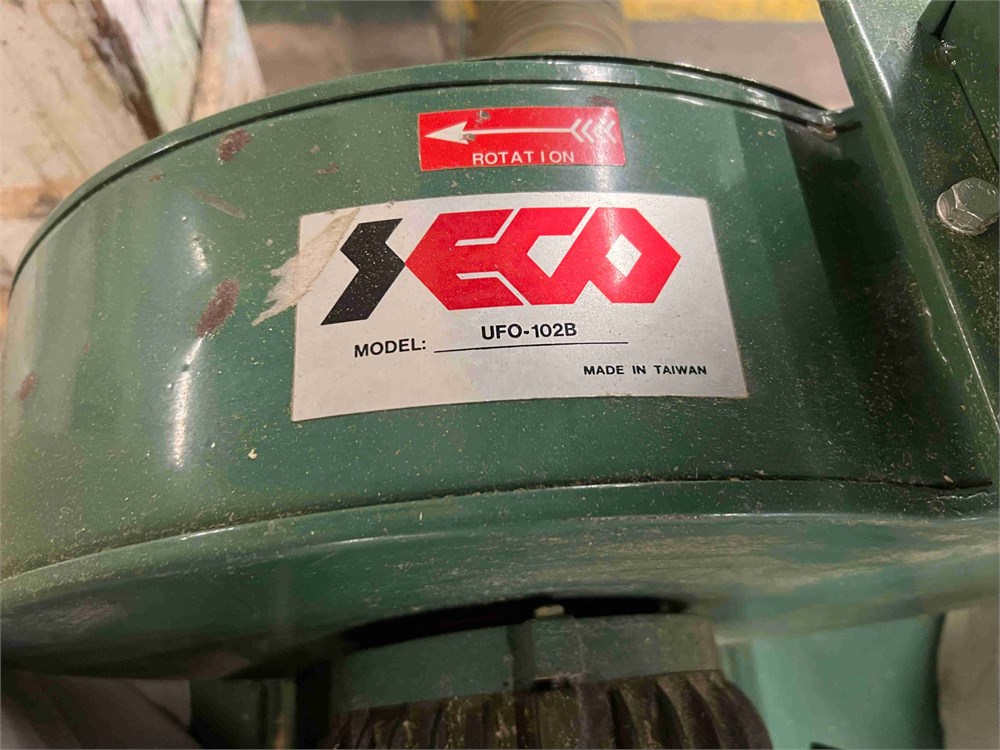 ROTATION
SECO
MODEL: UFO-102B
MADE IN TAIWAN